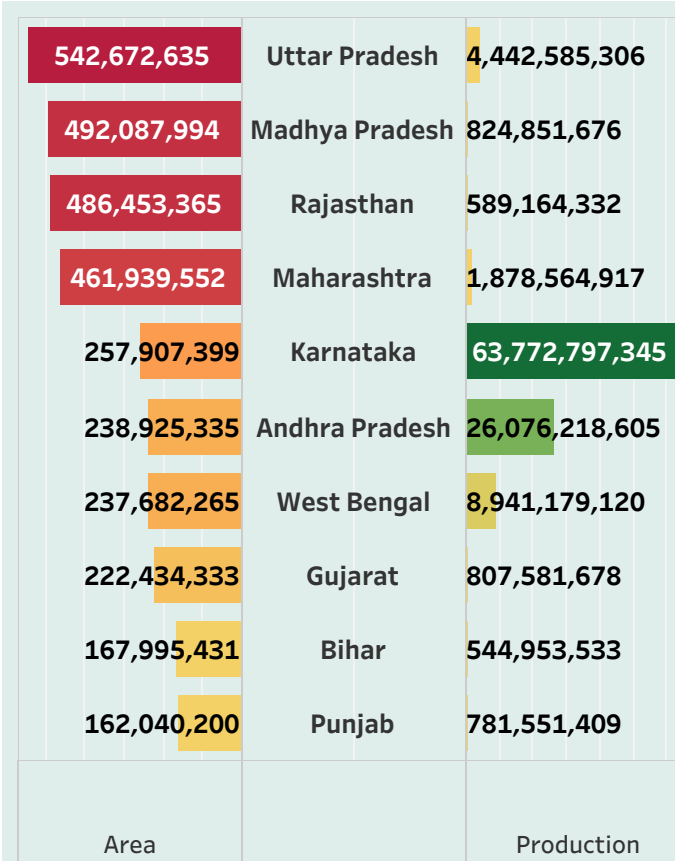 542,672,635 Uttar Pradesh 4,442,585,306
492,087,994 Madhya Pradesh 824,851,676
486,453,365 Rajasthan 589,164,332
461,939,552 Maharashtra 1,878,564,917
257,907,399 Karnataka 63,772,797,345
238,925,335 Andhra Pradesh 26,076,218,605
237,682,265 West Bengal 8,941,179,120
222,434,333 Gujarat 807,581,678
167,995,431 Bihar 544,953,533
162,040,200 Punjab 781,551,409
Area Production